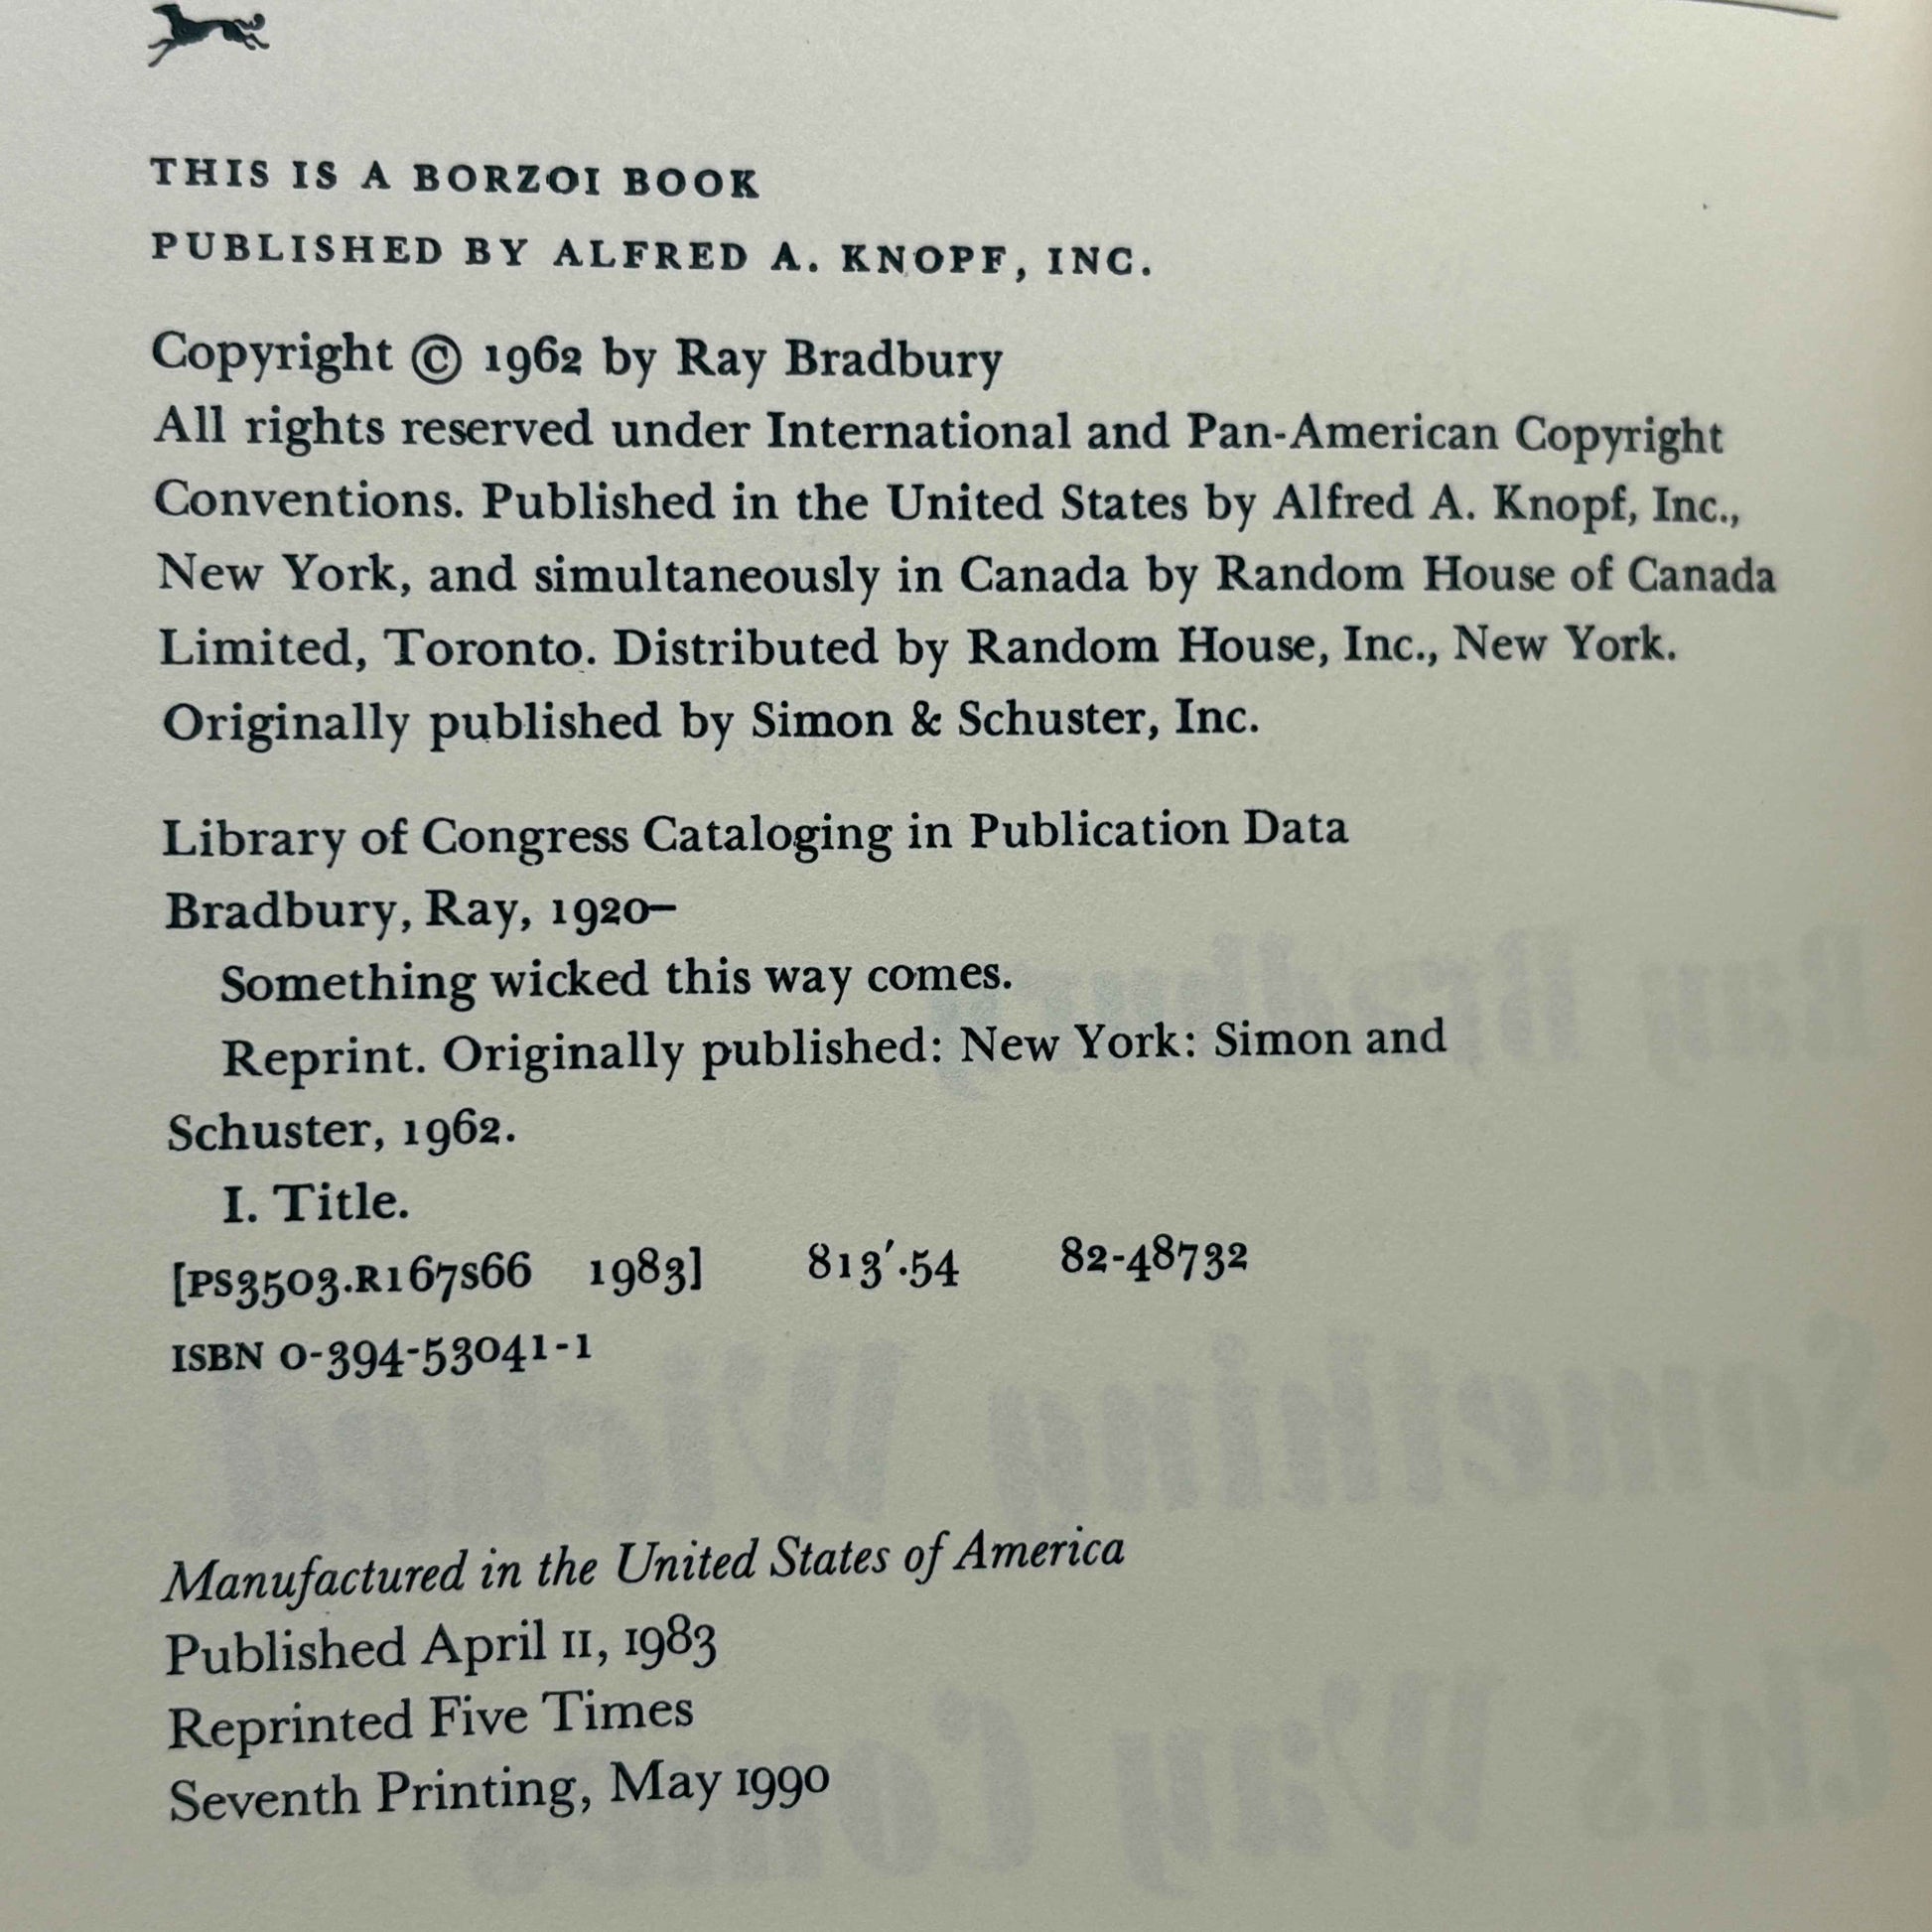 THIS IS A BORZOI BOOK
PUBLISHED BY ALFRED A. KNOPF, INC.
Copyright © 1962 by Ray Bradbury
All rights reserved under International and Pan-American Copyright
Conventions. Published in the United States by Alfred A. Knopf, Inc.,
New York, and simultaneously in Canada by Random House of Canada
Limited, Toronto. Distributed by Random House, Inc., New York.
Originally published by Simon & Schuster, Inc.
Library of Congress Cataloging in Publication Data
Bradbury, Ray, 1920–
Something wicked this way comes.
Reprint. Originally published: New York: Simon and
Schuster, 1962.
I. Title.
[PS3503.R167S66 1983] 813′.54 82-48732
ISBN 0-394-53041-1
Manufactured in the United States of America
Published April 11, 1983
Reprinted Five Times
Seventh Printing, May 1990